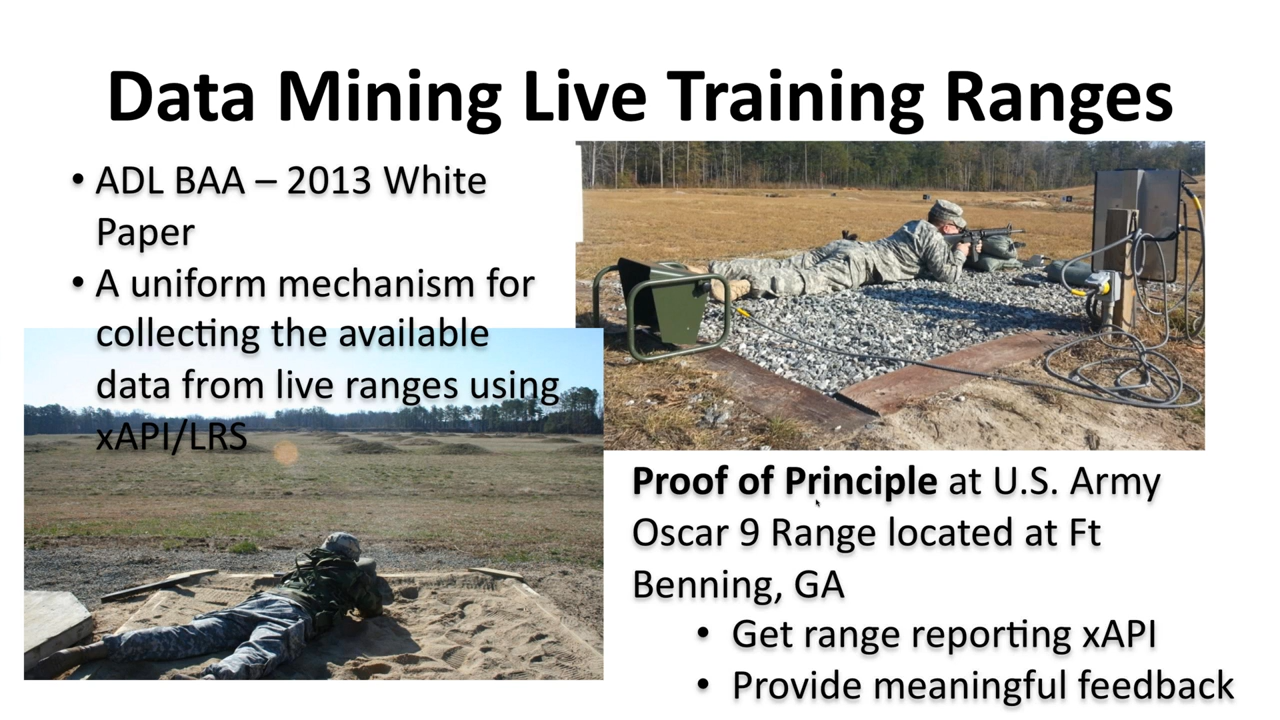 Data Mining Live Training Ranges
• ADL BAA – 2013 White
Paper
• A uniform mechanism for
collecting the available
data from live ranges using
xAPI/LRS
Proof of Principle at U.S. Army
Oscar 9 Range located at Ft
Benning, GA
• Get range reporting xAPI
• Provide meaningful feedback